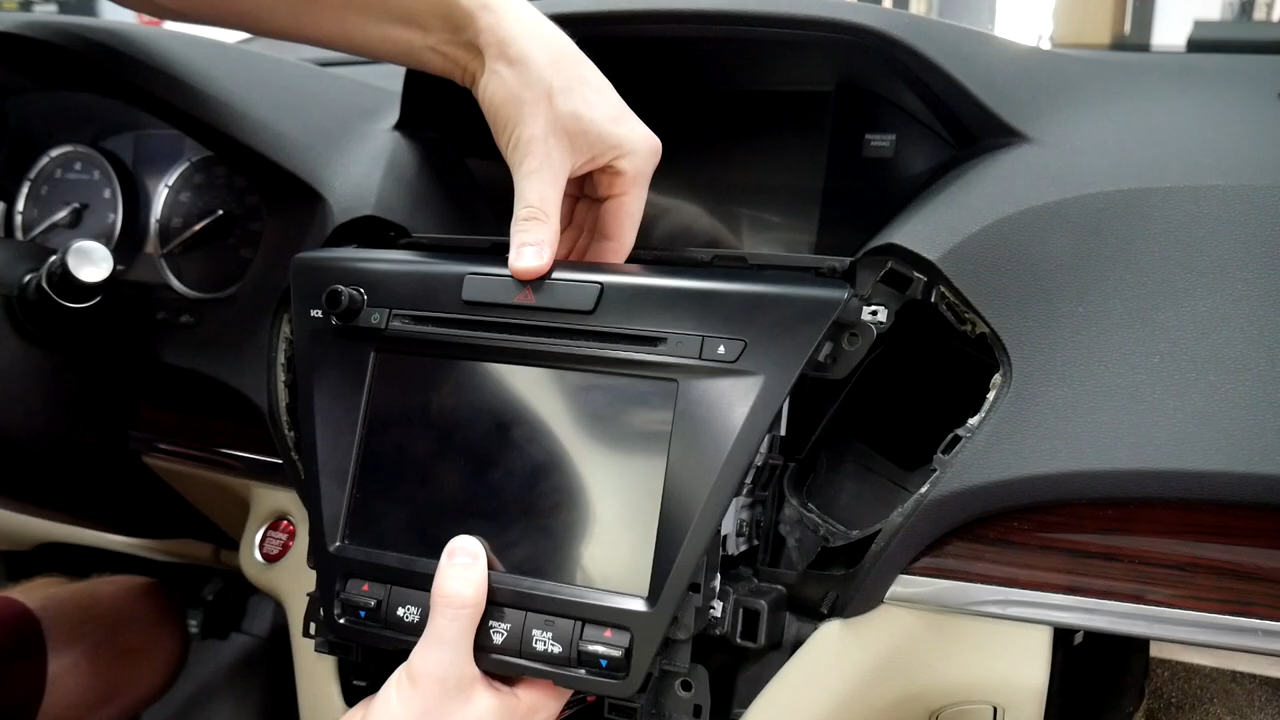 PASSENGER
AIRBAG
VOL
ENGINE
START
STOP
ON/
OFF
FRONT
REAR